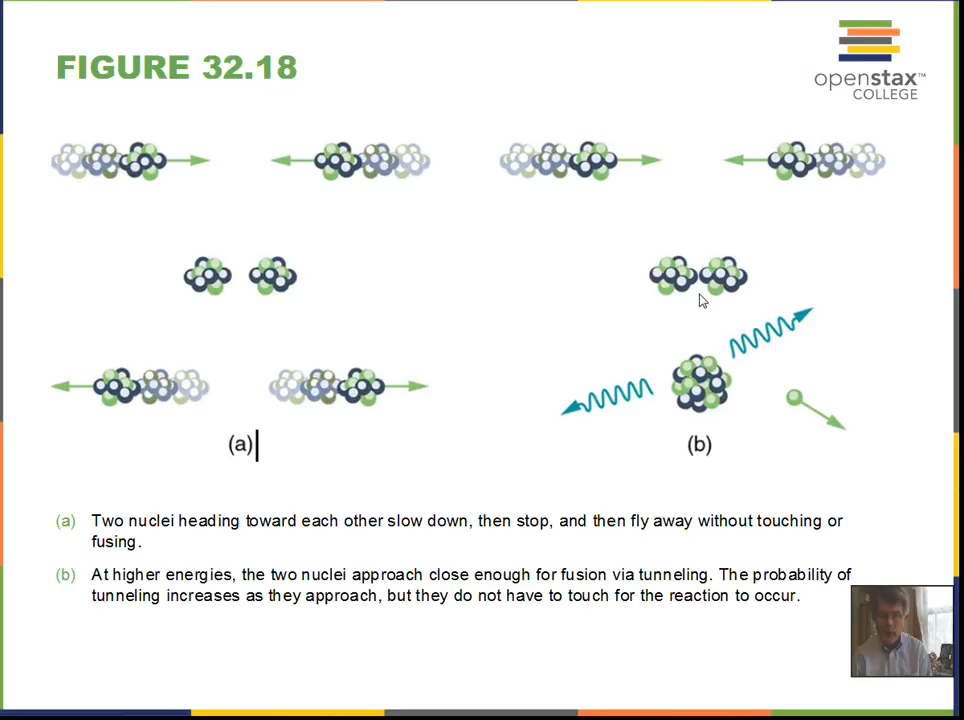 FIGURE 32.18
openstax™
COLLEGE
(a)
(b)
(a) Two nuclei heading toward each other slow down, then stop, and then fly away without touching or
fusing.
(b) At higher energies, the two nuclei approach close enough for fusion via tunneling. The probability of
tunneling increases as they approach, but they do not have to touch for the reaction to occur.